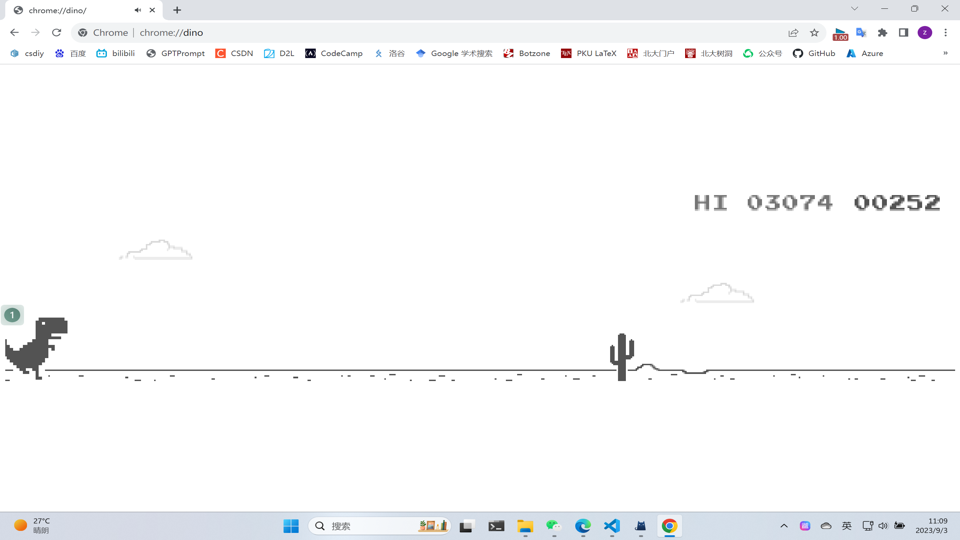 chrome://dino/
Chrome | chrome://dino
1.00
z
csdiy 百度 bilibili GPTPrompt CSDN D2L CodeCamp 洛谷 Google 学术搜索 Botzone PKU LaTeX 北大门户 北大树洞 公众号 GitHub Azure »
HI 03074 00252
1
27°C
晴朗
搜索
英
11:09
2023/9/3